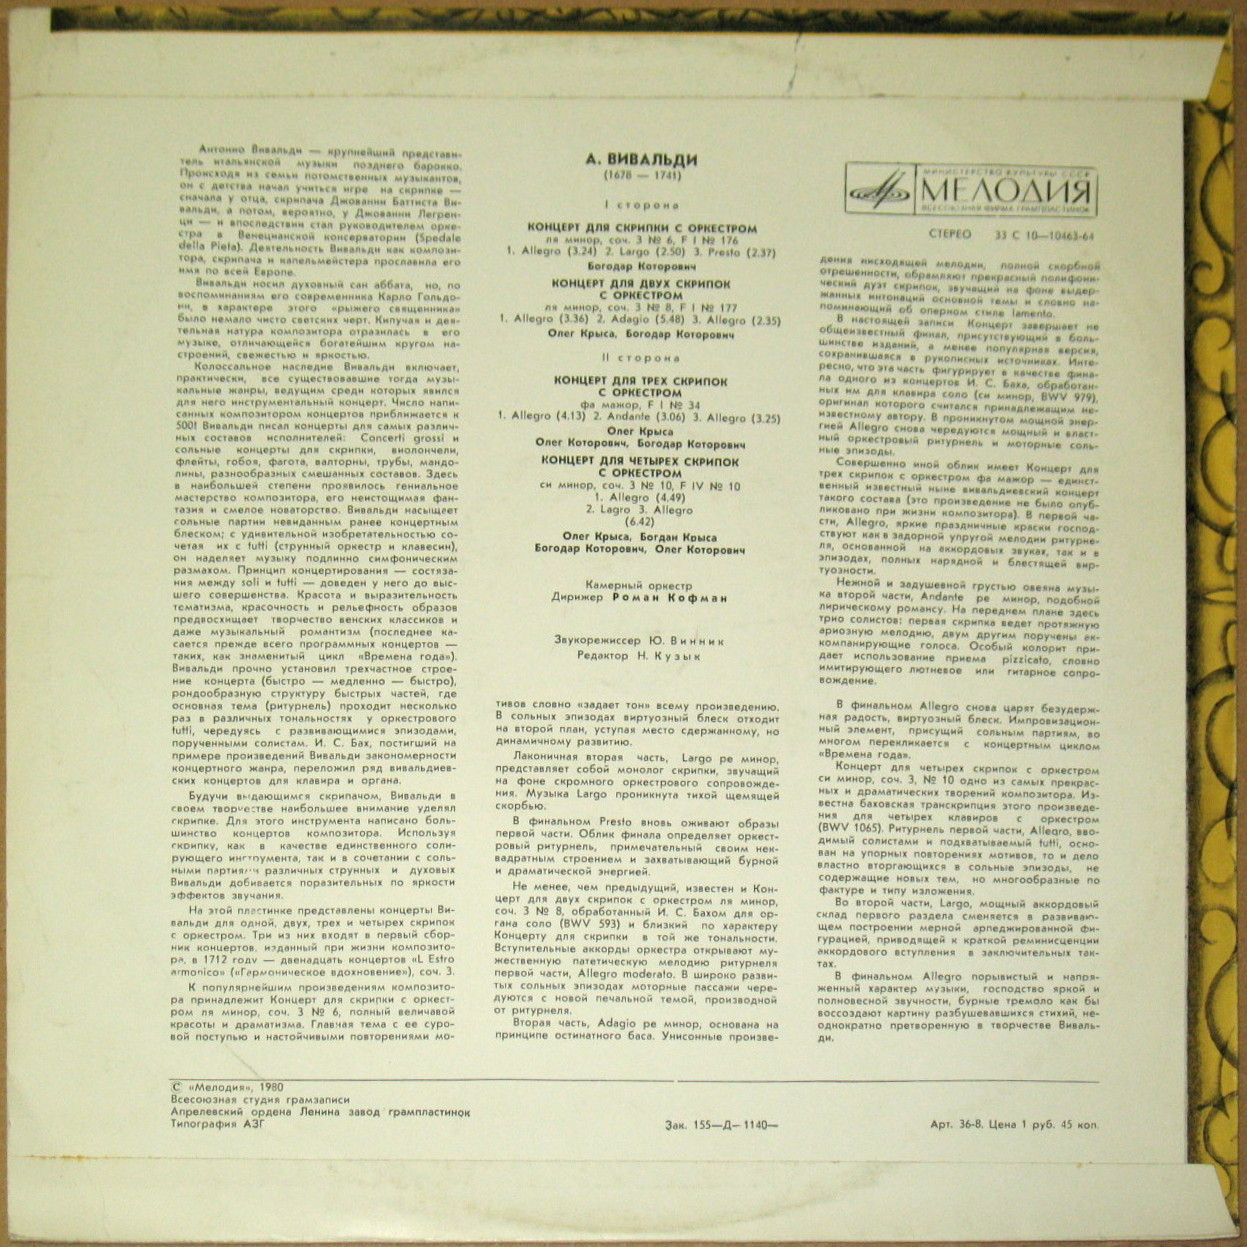 Антонио Вивальди — крупнейший представи-
тель итальянской музыки позднего барокко.
Происходя из семьи потомственных музыкантов,
он с детства начал учиться игре на скрипке —
сначала у отца, скрипача Джованни Баттиста Ви-
вальди, а потом, вероятно, у Джованни Легрен-
ци — и впоследствии стал руководителем орке-
стра в Венецианской консерватории (Spedale
della Pieta). Деятельность Вивальди как компози-
тора, скрипача и капельмейстера прославила его
имя по всей Европе.
Вивальди носил духовный сан аббата, но, по
воспоминаниям его современника Карло Гольдо-
ни, в характере этого «рыжего священника»
было немало чисто светских черт. Кипучая и дея-
тельная натура композитора отразилась в его
музыке, отличающейся богатейшим кругом на-
строений, свежестью и яркостью.
Колоссальное наследие Вивальди включает,
практически, все существовавшие тогда музы-
кальные жанры, ведущим среди которых явился
для него инструментальный концерт. Число напи-
санных композитором концертов приближается к
500! Вивальди писал концерты для самых различ-
ных составов исполнителей: Concerti grossi и
сольные концерты для скрипки, виолончели,
флейты, гобоя, фагота, валторны, трубы, мандо-
лины, разнообразных смешанных составов. Здесь
в наибольшей степени проявилось гениальное
мастерство композитора, его неистощимая фан-
тазия и смелое новаторство. Вивальди насыщает
сольные партии невиданным ранее концертным
блеском; с удивительной изобретательностью со-
четая их с tutti (струнный оркестр и клавесин),
он наделяет музыку подлинно симфоническим
размахом. Принцип концертирования — состяза-
ния между soli и tutti — доведен у него до выс-
шего совершенства. Красота и выразительность
тематизма, красочность и рельефность образов
предвосхищает творчество венских классиков и
даже музыкальный романтизм (последнее ка-
сается прежде всего программных концертов —
таких, как знаменитый цикл «Времена года»).
Вивальди прочно установил трехчастное строе-
ние концерта (быстро — медленно — быстро),
рондообразную структуру быстрых частей, где
основная тема (ритурнель) проходит несколько
раз в различных тональностях у оркестрового
tutti, чередуясь с развивающимися эпизодами,
порученными солистам. И. С. Бах, постигший на
примере произведений Вивальди закономерности
концертного жанра, переложил ряд вивальдиев-
ских концертов для клавира и органа.
Будучи выдающимся скрипачом, Вивальди в
своем творчестве наибольшее внимание уделял
скрипке. Для этого инструмента написано боль-
шинство концертов композитора. Используя
скрипку, как в качестве единственного соли-
рующего инструмента, так и в сочетании с соль-
ными партиями различных струнных и духовых
Вивальди добивается поразительных по яркости
эффектов звучания.
На этой пластинке представлены концерты Ви-
вальди для одной, двух, трех и четырех скрипок
с оркестром. Три из них входят в первый сбор-
ник концертов, изданный при жизни композито-
ра, в 1712 году — двенадцать концертов «L Estro
armonico» («Гармоническое вдохновение»), соч. 3.
К популярнейшим произведениям композито-
ра принадлежит Концерт для скрипки с оркест-
ром ля минор, соч. 3 № 6, полный величавой
красоты и драматизма. Главная тема с ее суро-
вой поступью и настойчивыми повторениями мо-
А. ВИВАЛЬДИ
(1678 — 1741)
I сторона
КОНЦЕРТ ДЛЯ СКРИПКИ С ОРКЕСТРОМ
ля минор, соч. 3 № 6, F I № 176
1. Allegro (3.24) 2. Largo (2.50) 3. Presto (2.37)
Богодар Которович
КОНЦЕРТ ДЛЯ ДВУХ СКРИПОК
С ОРКЕСТРОМ
ля минор, соч. 3 № 8, F I № 177
1. Allegro (3.36) 2. Adagio (5.48) 3. Allegro (2.35)
Олег Крыса, Богодар Которович
II сторона
КОНЦЕРТ ДЛЯ ТРЕХ СКРИПОК
С ОРКЕСТРОМ
фа мажор, F I № 34
1. Allegro (4.13) 2. Andante (3.06) 3. Allegro (3.25)
Олег Крыса
Олег Которович, Богодар Которович
КОНЦЕРТ ДЛЯ ЧЕТЫРЕХ СКРИПОК
С ОРКЕСТРОМ
си минор, соч. 3 № 10, F IV № 10
1. Allegro (4.49)
2. Lagro 3. Allegro
(6.42)
Олег Крыса, Богдан Крыса
Богодар Которович, Олег Которович
Камерный оркестр
Дирижер Роман Кофман
Звукорежиссер Ю. Винник
Редактор Н. Кузык
тивов словно «задает тон» всему произведению.
В сольных эпизодах виртуозный блеск отходит
на второй план, уступая место сдержанному, но
динамичному развитию.
Лаконичная вторая часть, Largo ре минор,
представляет собой монолог скрипки, звучащий
на фоне скромного оркестрового сопровожде-
ния. Музыка Largo проникнута тихой щемящей
скорбью.
В финальном Presto вновь оживают образы
первой части. Облик финала определяет оркест-
ровый ритурнель, примечательный своим нек-
вадратным строением и захватывающий бурной
и драматической энергией.
Не менее, чем предыдущий, известен и Кон-
церт для двух скрипок с оркестром ля минор,
соч. 3 № 8, обработанный И. С. Бахом для ор-
гана соло (BWV 593) и близкий по характеру
Концерту для скрипки в той же тональности.
Вступительные аккорды оркестра открывают му-
жественную патетическую мелодию ритурнеля
первой части, Allegro moderato. В широко разви-
тых сольных эпизодах моторные пассажи чере-
дуются с новой печальной темой, производной
от ритурнеля.
Вторая часть, Adagio ре минор, основана на
принципе остинатного баса. Унисонные произве-
МИНИСТЕРСТВО КУЛЬТУРЫ СССР
МЕЛОДИЯ
ВСЕСОЮЗНАЯ ФИРМА ГРАМПЛАСТИНОК
СТЕРЕО 33 С 10—10463-64
дения нисходящей мелодии, полной скорбной
отрешенности, обрамляют прекрасный полифони-
ческий дуэт скрипок, звучащий на фоне выдер-
жанных интонаций основной темы и словно на-
поминающий об оперном стиле lamento.
В настоящей записи Концерт завершает не
общеизвестный финал, присутствующий в боль-
шинстве изданий, а менее популярная версия,
сохранившаяся в рукописных источниках. Инте-
ресно, что эта часть фигурирует в качестве фина-
ла одного из концертов И. С. Баха, обработан-
ных им для клавира соло (си минор, BWV 979),
оригинал которого считался принадлежащим не-
известному автору. В проникнутом мощной энер-
гией Allegro снова чередуются мощный и власт-
ный оркестровый ритурнель и моторные соль-
ные эпизоды.
Совершенно иной облик имеет Концерт для
трех скрипок с оркестром фа мажор — единст-
венный известный ныне вивальдиевский концерт
такого состава (это произведение не было опуб-
ликовано при жизни композитора). В первой ча-
сти, Allegro, яркие праздничные краски господ-
ствуют как в задорной упругой мелодии ритурне-
ля, основанной на аккордовых звуках, так и в
эпизодах, полных нарядной и блестящей вир-
туозности.
Нежной и задушевной грустью овеяна музы-
ка второй части, Andante ре минор, подобной
лирическому романсу. На переднем плане здесь
трио солистов: первая скрипка ведет протяжную
ариозную мелодию, двум другим поручены ак-
компанирующие голоса. Особый колорит при-
дает использование приема pizzicato, словно
имитирующего лютневое или гитарное сопро-
вождение.
В финальном Allegro снова царят безудерж-
ная радость, виртуозный блеск. Импровизацион-
ный элемент, присущий сольным партиям, во
многом перекликается с концертным циклом
«Времена года».
Концерт для четырех скрипок с оркестром
си минор, соч. 3, № 10 одно из самых прекрас-
ных и драматических творений композитора. Из-
вестна баховская транскрипция этого произведе-
ния для четырех клавиров с оркестром
(BWV 1065). Ритурнель первой части, Allegro, вво-
димый солистами и подхватываемый tutti, осно-
ван на упорных повторениях мотивов, то и дело
властно вторгающихся в сольные эпизоды, не
содержащие новых тем, но многообразные по
фактуре и типу изложения.
Во второй части, Largo, мощный аккордовый
склад первого раздела сменяется в развиваю-
щем построении мерной арпеджированной фи-
гурацией, приводящей к краткой реминисценции
аккордового вступления в заключительных так-
тах.
В финальном Allegro порывистый и напря-
женный характер музыки, господство яркой и
полновесной звучности, бурные тремоло как бы
воссоздают картину разбушевавшихся стихий, не-
однократно претворенную в творчестве Виваль-
ди.
© «Мелодия», 1980
Всесоюзная студия грамзаписи
Апрелевский ордена Ленина завод грампластинок
Типография АЗГ
Зак. 155—Д—1140—
Арт. 36-8. Цена 1 руб. 45 коп.